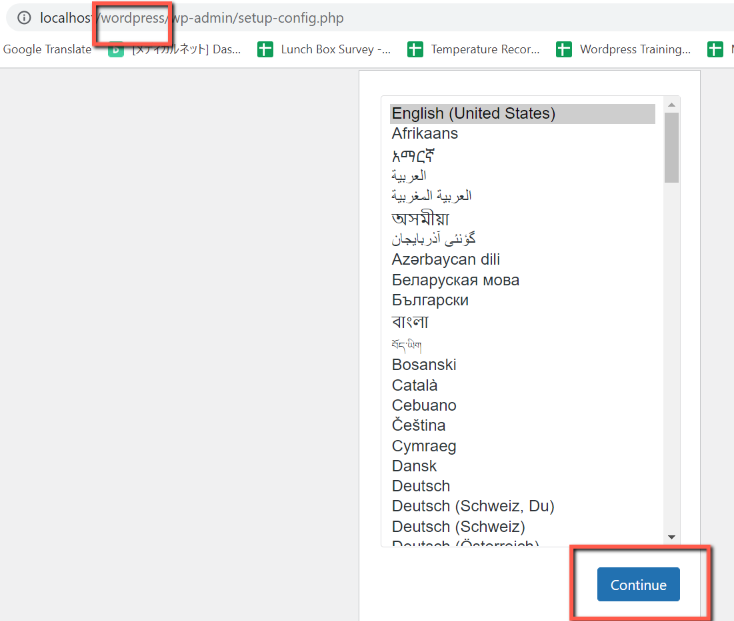 localhost/wordpress/wp-admin/setup-config.php
Google Translate [メディカルネット] Das... Lunch Box Survey -... Temperature Recor... Wordpress Training...
English (United States)
Afrikaans
አማርኛ
العربية
العربية المغربية
অসমীয়া
گؤنئی آذربایجان
Azərbaycan dili
Беларуская мова
Български
বাংলা
བོད་ཡིག
Bosanski
Català
Cebuano
Čeština
Cymraeg
Dansk
Deutsch
Deutsch (Schweiz, Du)
Deutsch (Schweiz)
Deutsch (Österreich)
Continue